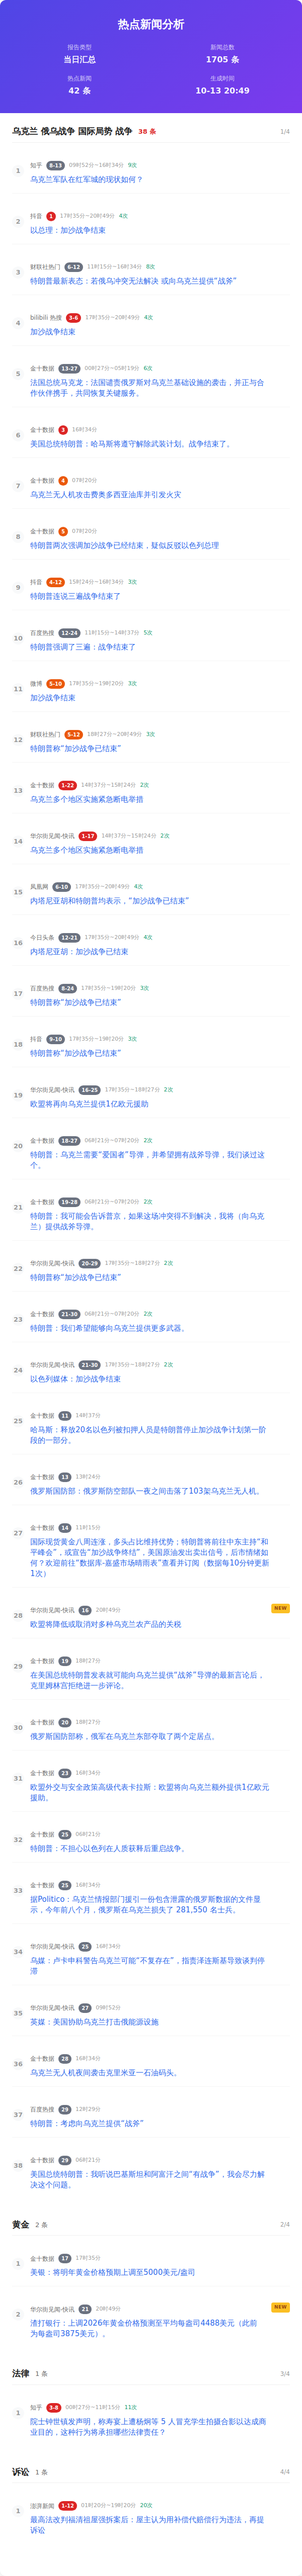 热点新闻分析
报告类型
当日汇总
新闻总数
1705 条
热点新闻
42 条
生成时间
10-13 20:49
乌克兰 俄乌战争 国际局势 战争 38 条 1/4
1 知乎 8-13 09时52分~16时34分 9次
乌克兰军队在红军城的现状如何？
2 抖音 1 17时35分~20时49分 4次
以总理：加沙战争结束
3 财联社热门 6-12 11时15分~16时34分 8次
特朗普最新表态：若俄乌冲突无法解决 或向乌克兰提供“战斧”
4 bilibili 热搜 3-6 17时35分~20时49分 4次
加沙战争结束
5 金十数据 13-27 00时27分~05时19分 6次
法国总统马克龙：法国谴责俄罗斯对乌克兰基础设施的袭击，并正与合
作伙伴携手，共同恢复关键服务。
6 金十数据 3 16时34分
美国总统特朗普：哈马斯将遵守解除武装计划。战争结束了。
7 金十数据 4 07时20分
乌克兰无人机攻击费奥多西亚油库并引发火灾
8 金十数据 5 07时20分
特朗普两次强调加沙战争已经结束，疑似反驳以色列总理
9 抖音 4-12 15时24分~16时34分 3次
特朗普连说三遍战争结束了
10 百度热搜 12-24 11时15分~14时37分 5次
特朗普强调了三遍：战争结束了
11 微博 5-10 17时35分~19时20分 3次
加沙战争结束
12 财联社热门 5-12 18时27分~20时49分 3次
特朗普称“加沙战争已结束”
13 金十数据 1-22 14时37分~15时24分 2次
乌克兰多个地区实施紧急断电举措
14 华尔街见闻-快讯 1-17 14时37分~15时24分 2次
乌克兰多个地区实施紧急断电举措
15 凤凰网 6-10 17时35分~20时49分 4次
内塔尼亚胡和特朗普均表示，“加沙战争已结束”
16 今日头条 12-21 17时35分~20时49分 4次
内塔尼亚胡：加沙战争已结束
17 百度热搜 8-24 17时35分~19时20分 3次
特朗普称“加沙战争已结束”
18 抖音 9-10 17时35分~19时20分 3次
特朗普称“加沙战争已结束”
19 华尔街见闻-快讯 16-25 17时35分~18时27分 2次
欧盟将再向乌克兰提供1亿欧元援助
20 金十数据 18-27 06时21分~07时20分 2次
特朗普：乌克兰需要“爱国者”导弹，并希望拥有战斧导弹，我们谈过这
个。
21 金十数据 19-28 06时21分~07时20分 2次
特朗普：我可能会告诉普京，如果这场冲突得不到解决，我将（向乌克
兰）提供战斧导弹。
22 华尔街见闻-快讯 20-29 17时35分~18时27分 2次
特朗普称“加沙战争已结束”
23 金十数据 21-30 06时21分~07时20分 2次
特朗普：我们希望能够向乌克兰提供更多武器。
24 华尔街见闻-快讯 21-30 17时35分~18时27分 2次
以色列媒体：加沙战争结束
25 金十数据 11 14时37分
哈马斯：释放20名以色列被扣押人员是特朗普停止加沙战争计划第一阶
段的一部分。
26 金十数据 13 13时24分
俄罗斯国防部：俄罗斯防空部队一夜之间击落了103架乌克兰无人机。
27 金十数据 14 11时15分
国际现货黄金八周连涨，多头占比维持优势；特朗普将前往中东主持“和
平峰会”，或宣告“加沙战争终结”，美国原油发出卖出信号，后市情绪如
何？欢迎前往“数据库-嘉盛市场晴雨表”查看并订阅（数据每10分钟更新
1次）
28 华尔街见闻-快讯 16 20时49分 NEW
欧盟将降低或取消对多种乌克兰农产品的关税
29 金十数据 19 18时27分
在美国总统特朗普发表就可能向乌克兰提供“战斧”导弹的最新言论后，
克里姆林宫拒绝进一步评论。
30 金十数据 20 18时27分
俄罗斯国防部称，俄军在乌克兰东部夺取了两个定居点。
31 金十数据 23 16时34分
欧盟外交与安全政策高级代表卡拉斯：欧盟将向乌克兰额外提供1亿欧元
援助。
32 金十数据 25 06时21分
特朗普：不担心以色列在人质获释后重启战争。
33 金十数据 25 16时34分
据Politico：乌克兰情报部门援引一份包含泄露的俄罗斯数据的文件显
示，今年前八个月，俄罗斯在乌克兰损失了 281,550 名士兵。
34 华尔街见闻-快讯 25 16时34分
乌媒：卢卡申科警告乌克兰可能“不复存在”，指责泽连斯基导致谈判停
滞
35 华尔街见闻-快讯 27 09时52分
英媒：美国协助乌克兰打击俄能源设施
36 金十数据 28 16时34分
乌克兰无人机夜间袭击克里米亚一石油码头。
37 百度热搜 29 12时29分
特朗普：考虑向乌克兰提供“战斧”
38 金十数据 29 06时21分
美国总统特朗普：我听说巴基斯坦和阿富汗之间“有战争”，我会尽力解
决这个问题。
黄金 2 条 2/4
1 金十数据 17 17时35分
美银：将明年黄金价格预期上调至5000美元/盎司
2 华尔街见闻-快讯 21 20时49分 NEW
渣打银行：上调2026年黄金价格预测至平均每盎司4488美元（此前
为每盎司3875美元）。
法律 1 条 3/4
1 知乎 3-8 00时27分~11时15分 11次
院士钟世镇发声明，称寿宴上遭杨炯等 5 人冒充学生拍摄合影以达成商
业目的，这种行为将承担哪些法律责任？
诉讼 1 条 4/4
1 澎湃新闻 1-12 01时20分~19时20分 20次
最高法改判福清祖屋强拆案后：屋主认为用补偿代赔偿行为违法，再提
诉讼